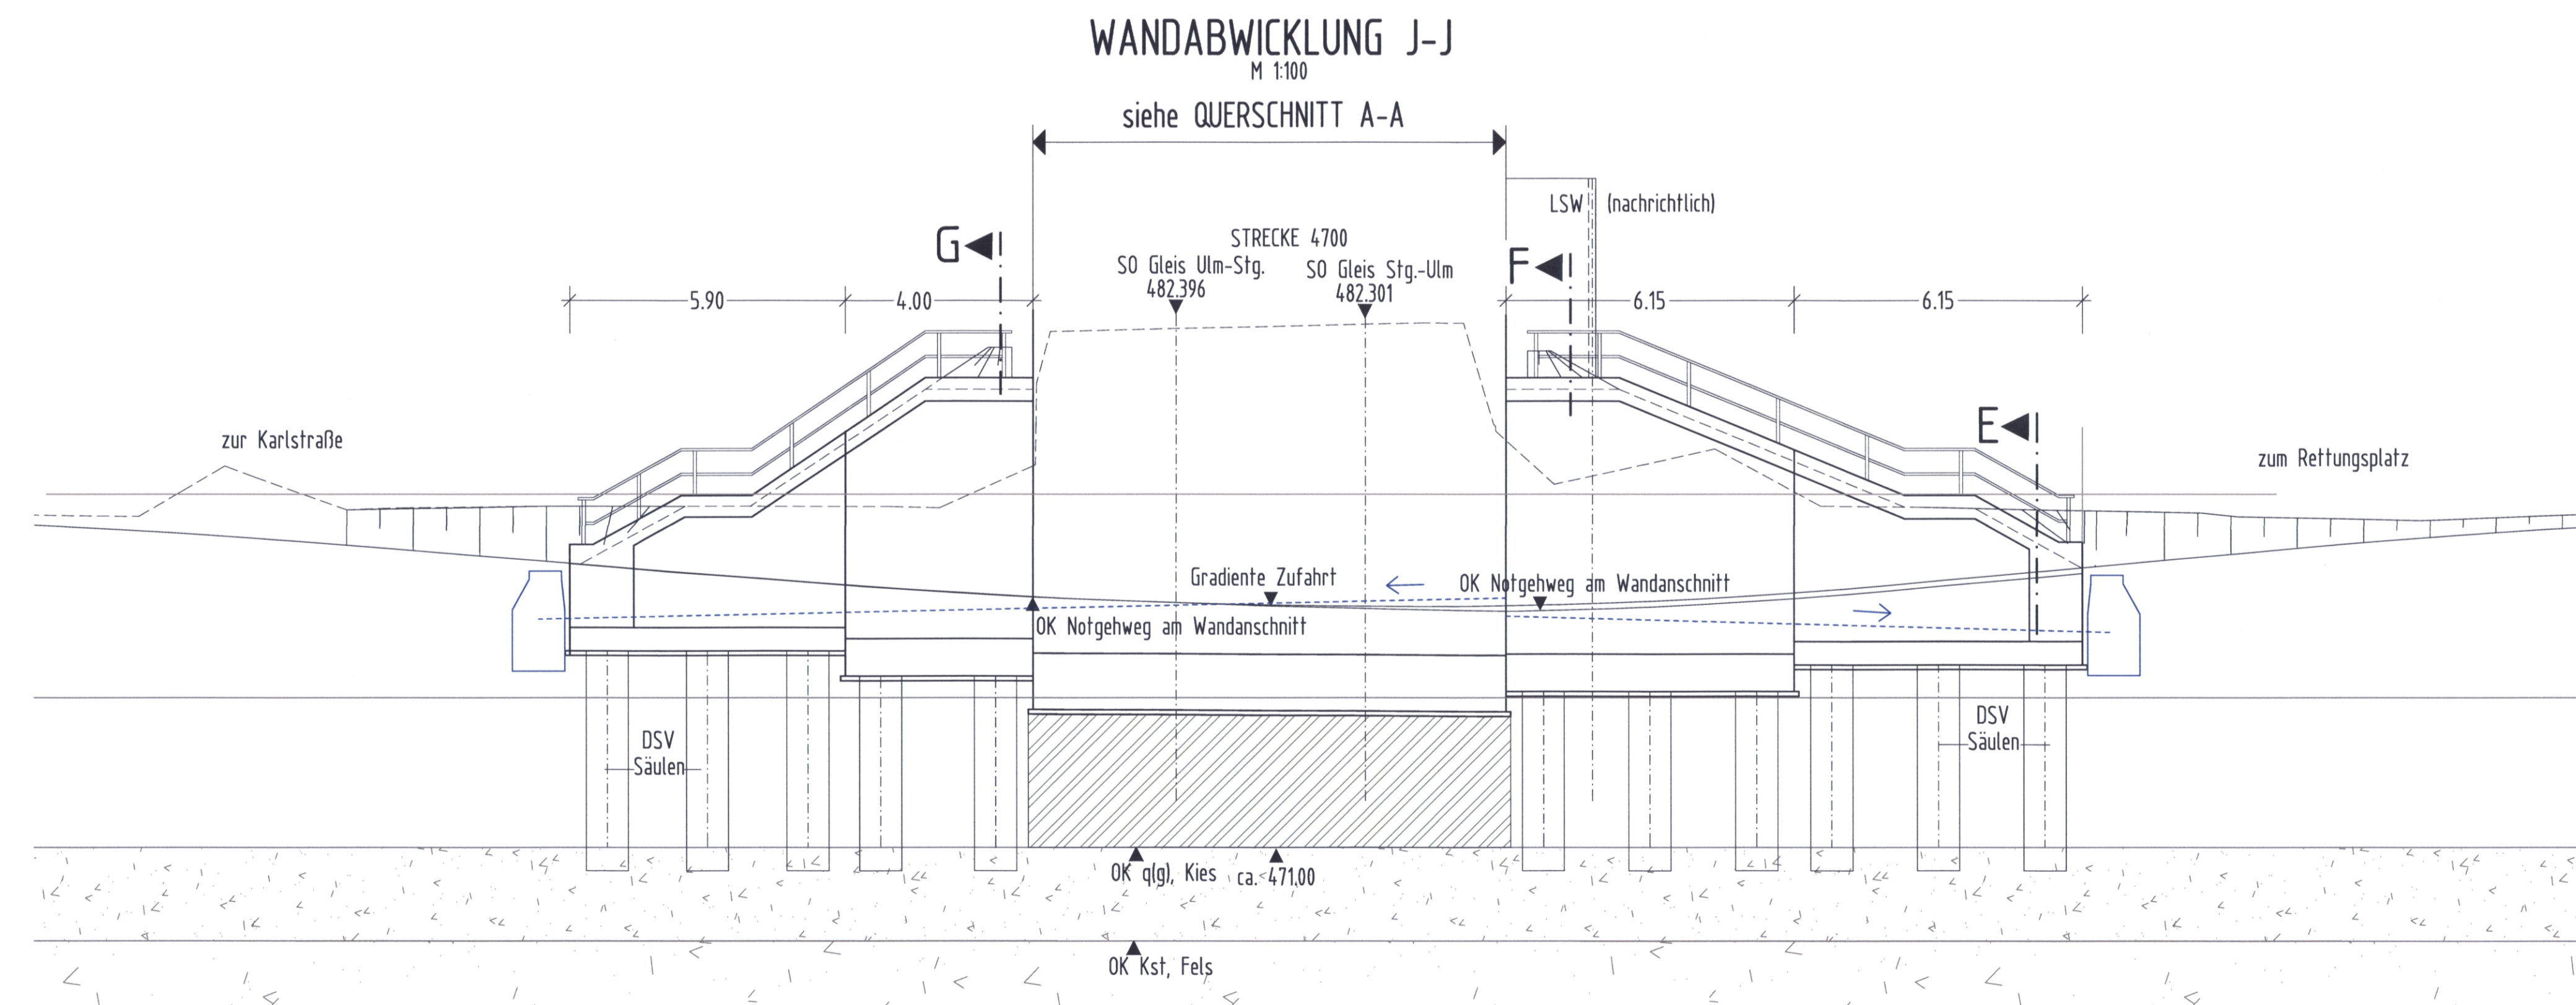 WANDABWICKLUNG J-J
M 1:100
siehe QUERSCHNITT A-A
LSW (nachrichtlich)
G
STRECKE 4700
F
SO Gleis Ulm-Stg.
482.396
SO Gleis Stg.-Ulm
482.301
5.90
4.00
6.15
6.15
E
zur Karlstraße
zum Rettungsplatz
Gradiente Zufahrt
OK Notgehweg am Wandanschnitt
OK Notgehweg am Wandanschnitt
DSV
Säulen
DSV
Säulen
OK q(g), Kies
ca. 471.00
OK Kst, Fels